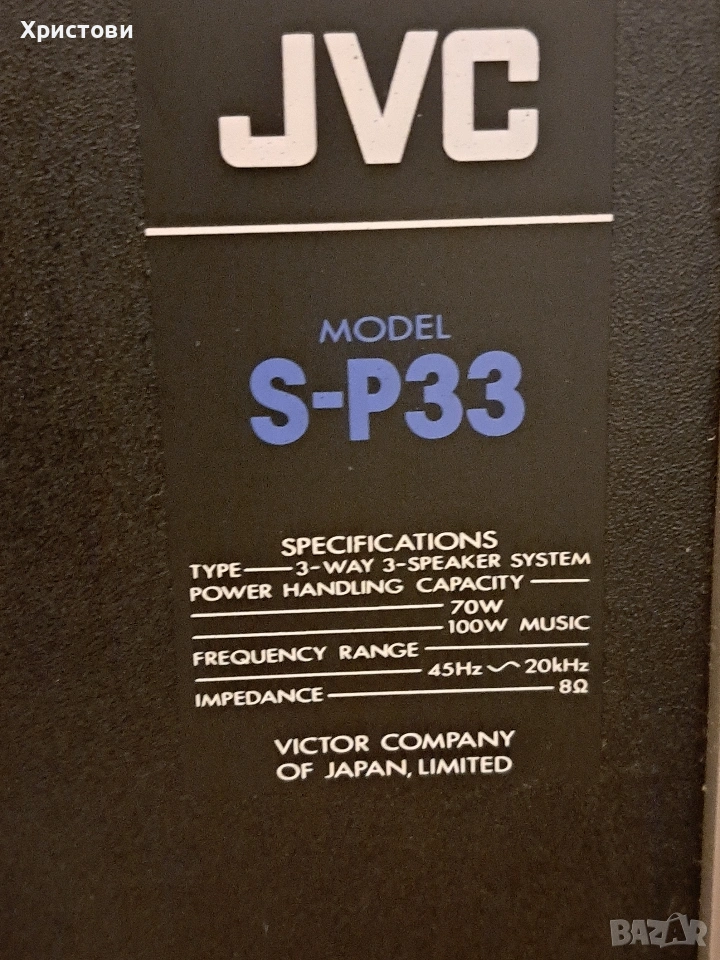 Христови
JVC
MODEL
S-P33
SPECIFICATIONS
TYPE 3-WAY 3-SPEAKER SYSTEM
POWER HANDLING CAPACITY
70W
100W MUSIC
FREQUENCY RANGE
45Hz ~ 20kHz
IMPEDANCE 8Ω
VICTOR COMPANY
OF JAPAN, LIMITED
BAZAR